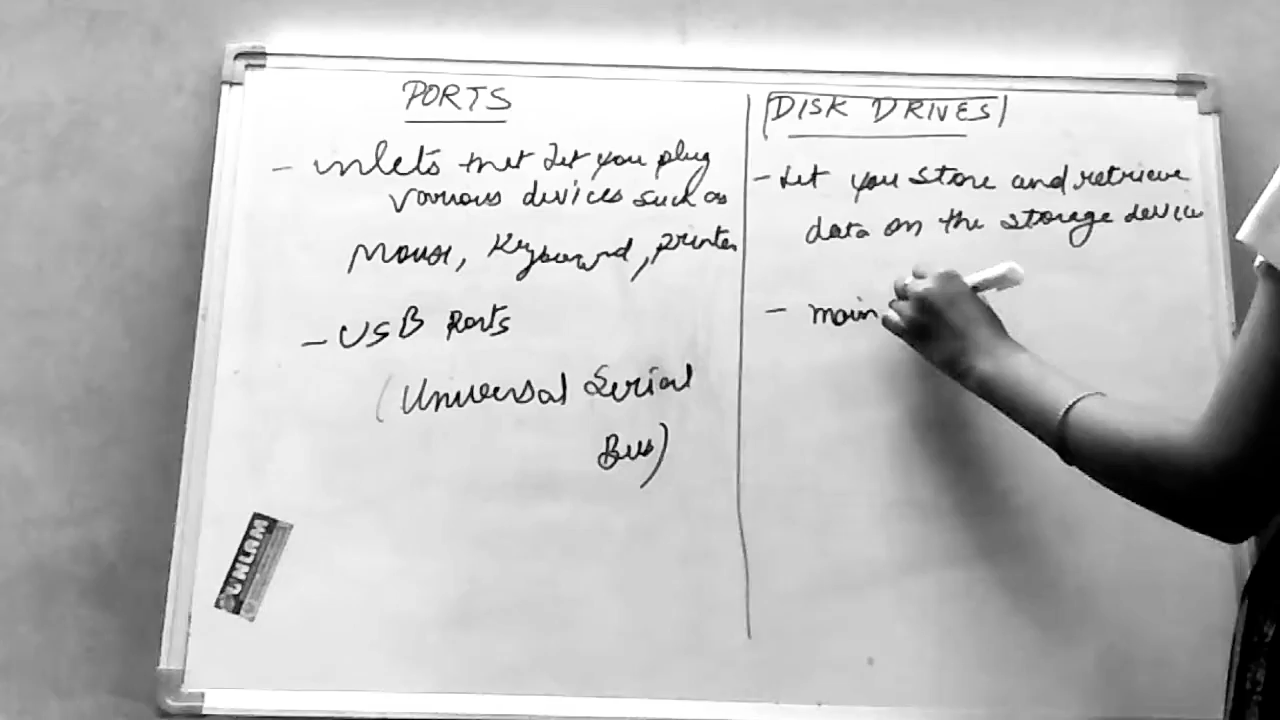 PORTS
- inlets that let you plug
various devices such as
Mouse, Keyboard, printer
- USB Ports
(Universal Serial
Bus)
DISK DRIVES
- Let you store and retrieve
data on the storage device
- main
UNLAM